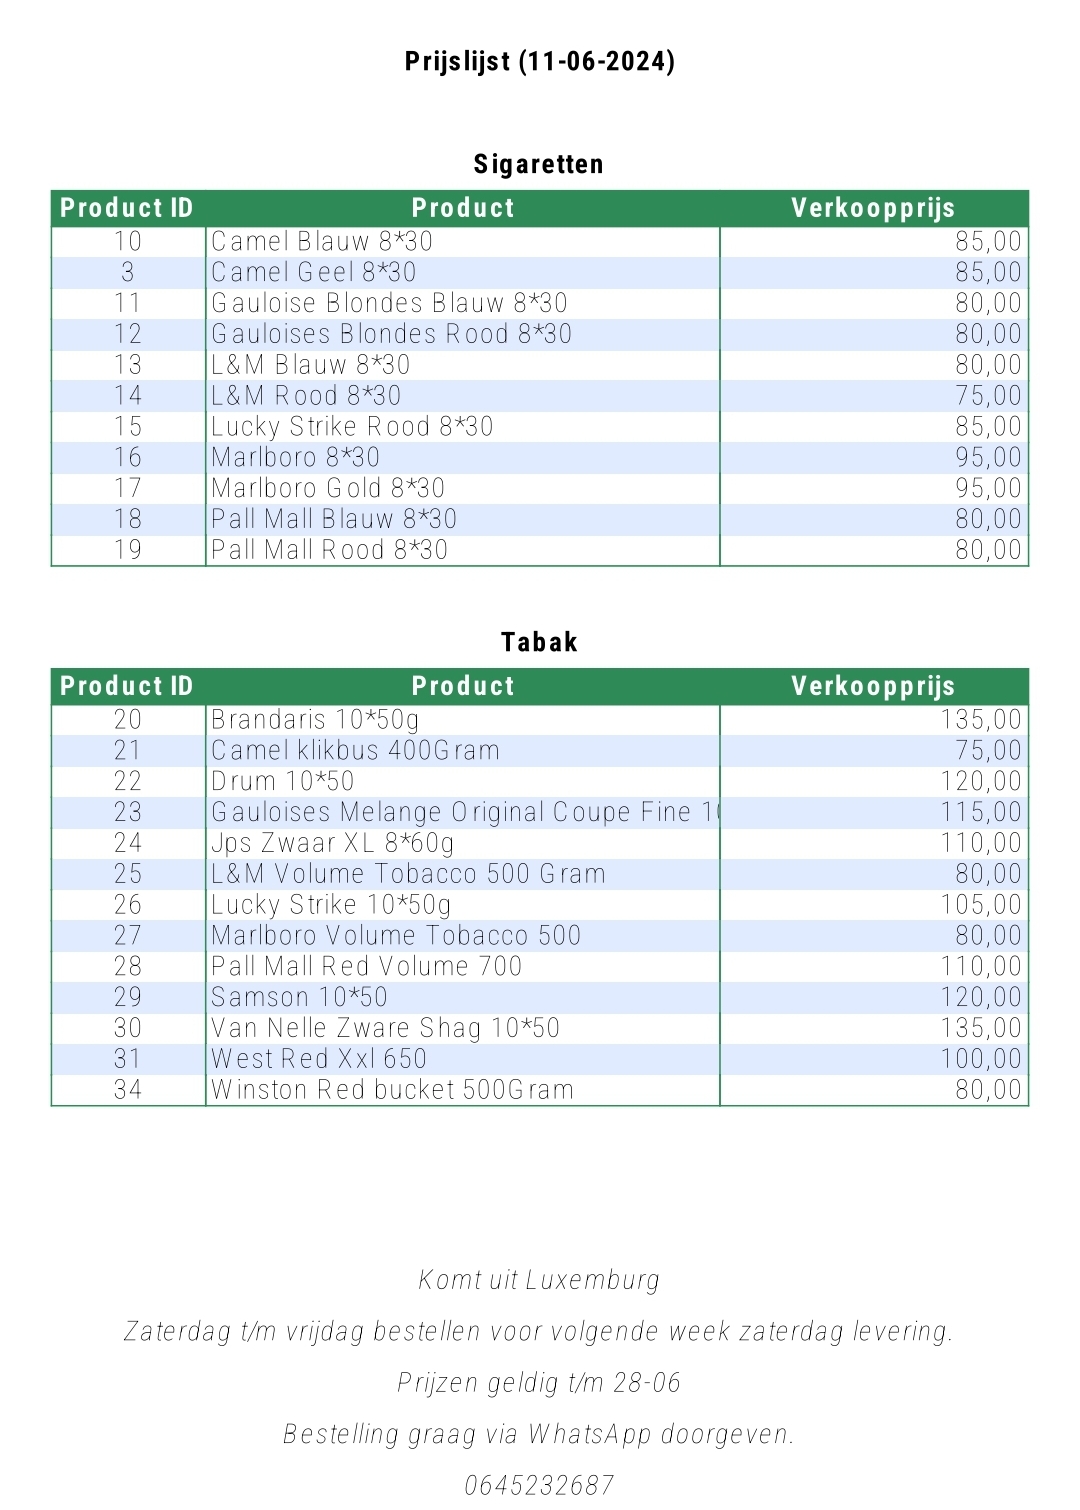 Prijslijst (11-06-2024)
Sigaretten
Product ID Product Verkoopprijs
10 Camel Blauw 8*30 85,00
3 Camel Geel 8*30 85,00
11 Gauloise Blondes Blauw 8*30 80,00
12 Gauloises Blondes Rood 8*30 80,00
13 L&M Blauw 8*30 80,00
14 L&M Rood 8*30 75,00
15 Lucky Strike Rood 8*30 85,00
16 Marlboro 8*30 95,00
17 Marlboro Gold 8*30 95,00
18 Pall Mall Blauw 8*30 80,00
19 Pall Mall Rood 8*30 80,00
Tabak
Product ID Product Verkoopprijs
20 Brandaris 10*50g 135,00
21 Camel klikbus 400Gram 75,00
22 Drum 10*50 120,00
23 Gauloises Melange Original Coupe Fine 115,00
24 Jps Zwaar XL 8*60g 110,00
25 L&M Volume Tobacco 500 Gram 80,00
26 Lucky Strike 10*50g 105,00
27 Marlboro Volume Tobacco 500 80,00
28 Pall Mall Red Volume 700 110,00
29 Samson 10*50 120,00
30 Van Nelle Zware Shag 10*50 135,00
31 West Red Xxl 650 100,00
34 Winston Red bucket 500Gram 80,00
Komt uit Luxemburg
Zaterdag t/m vrijdag bestellen voor volgende week zaterdag levering.
Prijzen geldig t/m 28-06
Bestelling graag via WhatsApp doorgeven.
0645232687